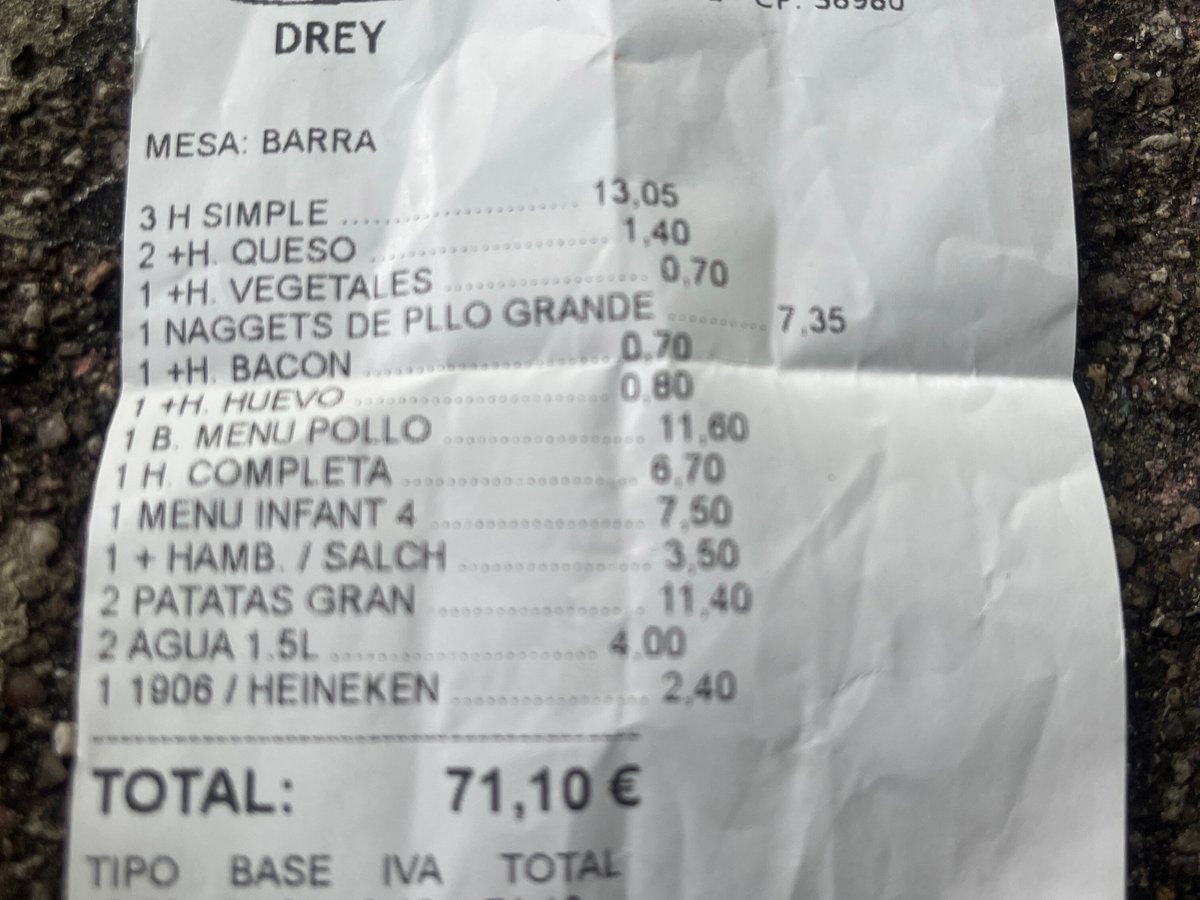 CP: 36980
DREY
MESA: BARRA
3 H SIMPLE ........................ 13,05
2 +H. QUESO ........................ 1,40
1 +H. VEGETALES ........................ 0,70
1 NAGGETS DE PLLO GRANDE .......... 7,35
1 +H. BACON ........................ 0,70
1 +H. HUEVO ........................ 0,80
1 B. MENU POLLO ........................ 11,60
1 H. COMPLETA ........................ 6,70
1 MENU INFANT 4 ........................ 7,50
1 + HAMB. / SALCH ........................ 3,50
2 PATATAS GRAN ........................ 11,40
2 AGUA 1.5L ........................ 4,00
1 1906 / HEINEKEN ........................ 2,40
TOTAL: 71,10 €
TIPO BASE IVA TOTAL